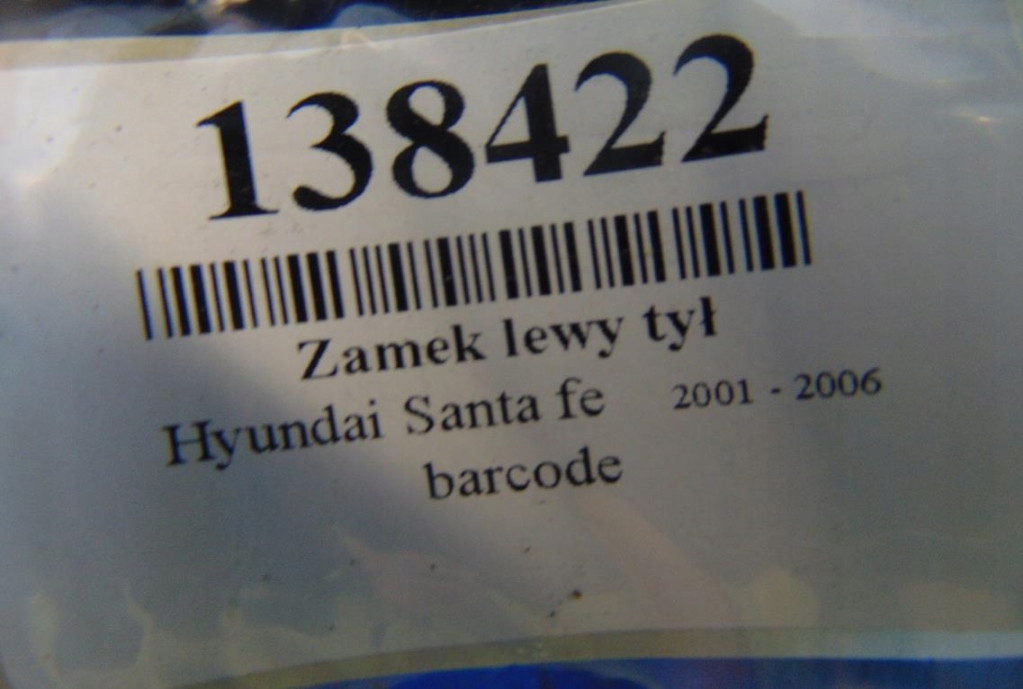 138422
Zamek lewy tył
Hyundai Santa fe 2001 - 2006
barcode